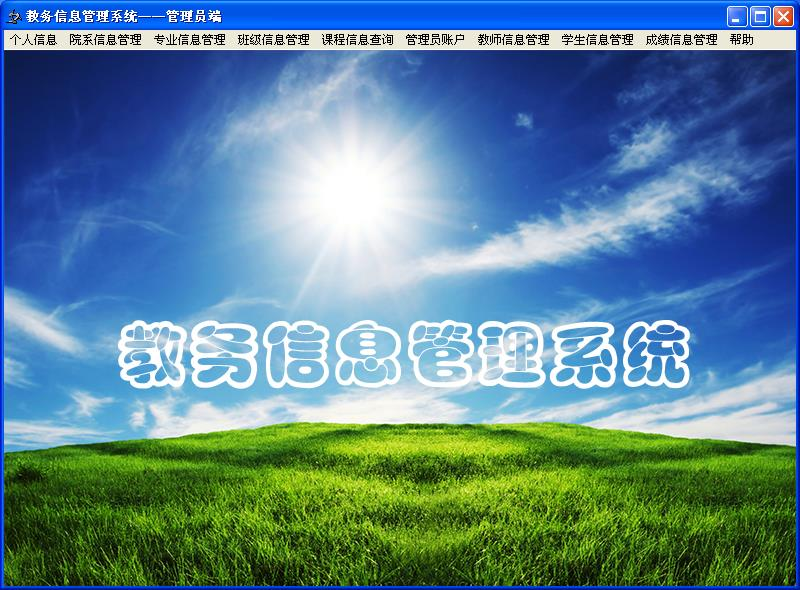 教务信息管理系统——管理员端
个人信息 院系信息管理 专业信息管理 班级信息管理 课程信息查询 管理员账户 教师信息管理 学生信息管理 成绩信息管理 帮助
教务信息管理系统